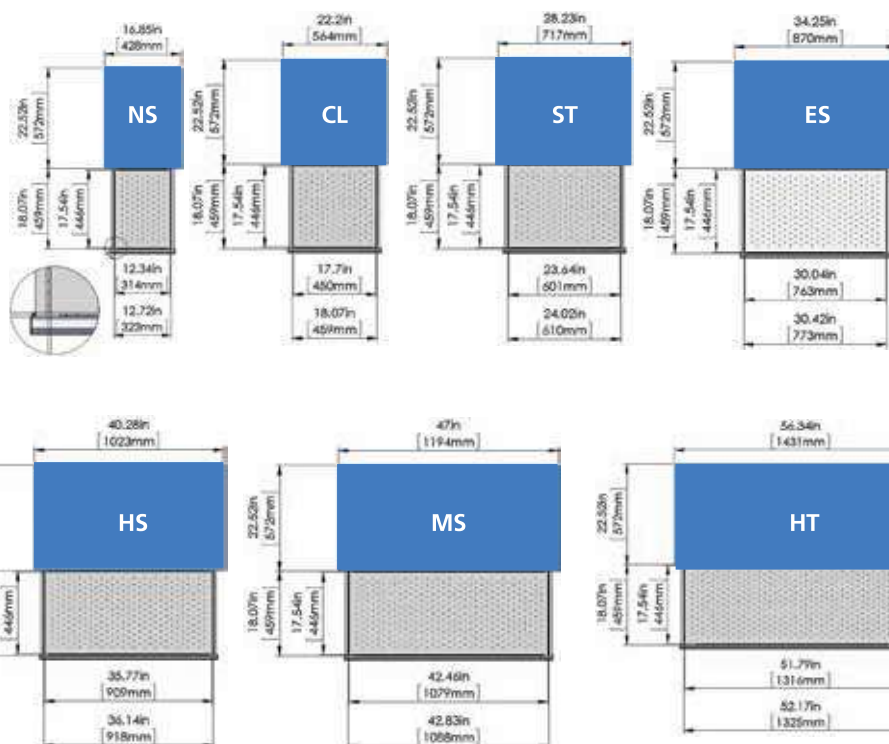 16.85in
[428mm]
22.52in
[572mm]
NS
18.07in
[459mm]
17.54in
[446mm]
12.34in
[314mm]
12.72in
[323mm]
22.2in
[564mm]
22.52in
[572mm]
CL
18.07in
[459mm]
17.54in
[446mm]
17.7in
[450mm]
18.07in
[459mm]
28.23in
[717mm]
22.52in
[572mm]
ST
18.07in
[459mm]
17.54in
[446mm]
23.64in
[601mm]
24.02in
[610mm]
34.25in
[870mm]
22.52in
[572mm]
ES
18.07in
[459mm]
17.54in
[446mm]
30.04in
[763mm]
30.42in
[773mm]
40.28in
[1023mm]
HS
446mm]
35.77in
[909mm]
36.14in
[918mm]
47in
[1194mm]
22.52in
[572mm]
MS
18.07in
[459mm]
17.54in
[446mm]
42.46in
[1079mm]
42.83in
[1088mm]
56.34in
[1431mm]
22.52in
[572mm]
HT
18.07in
[459mm]
17.54in
[446mm]
51.79in
[1316mm]
52.17in
[1325mm]